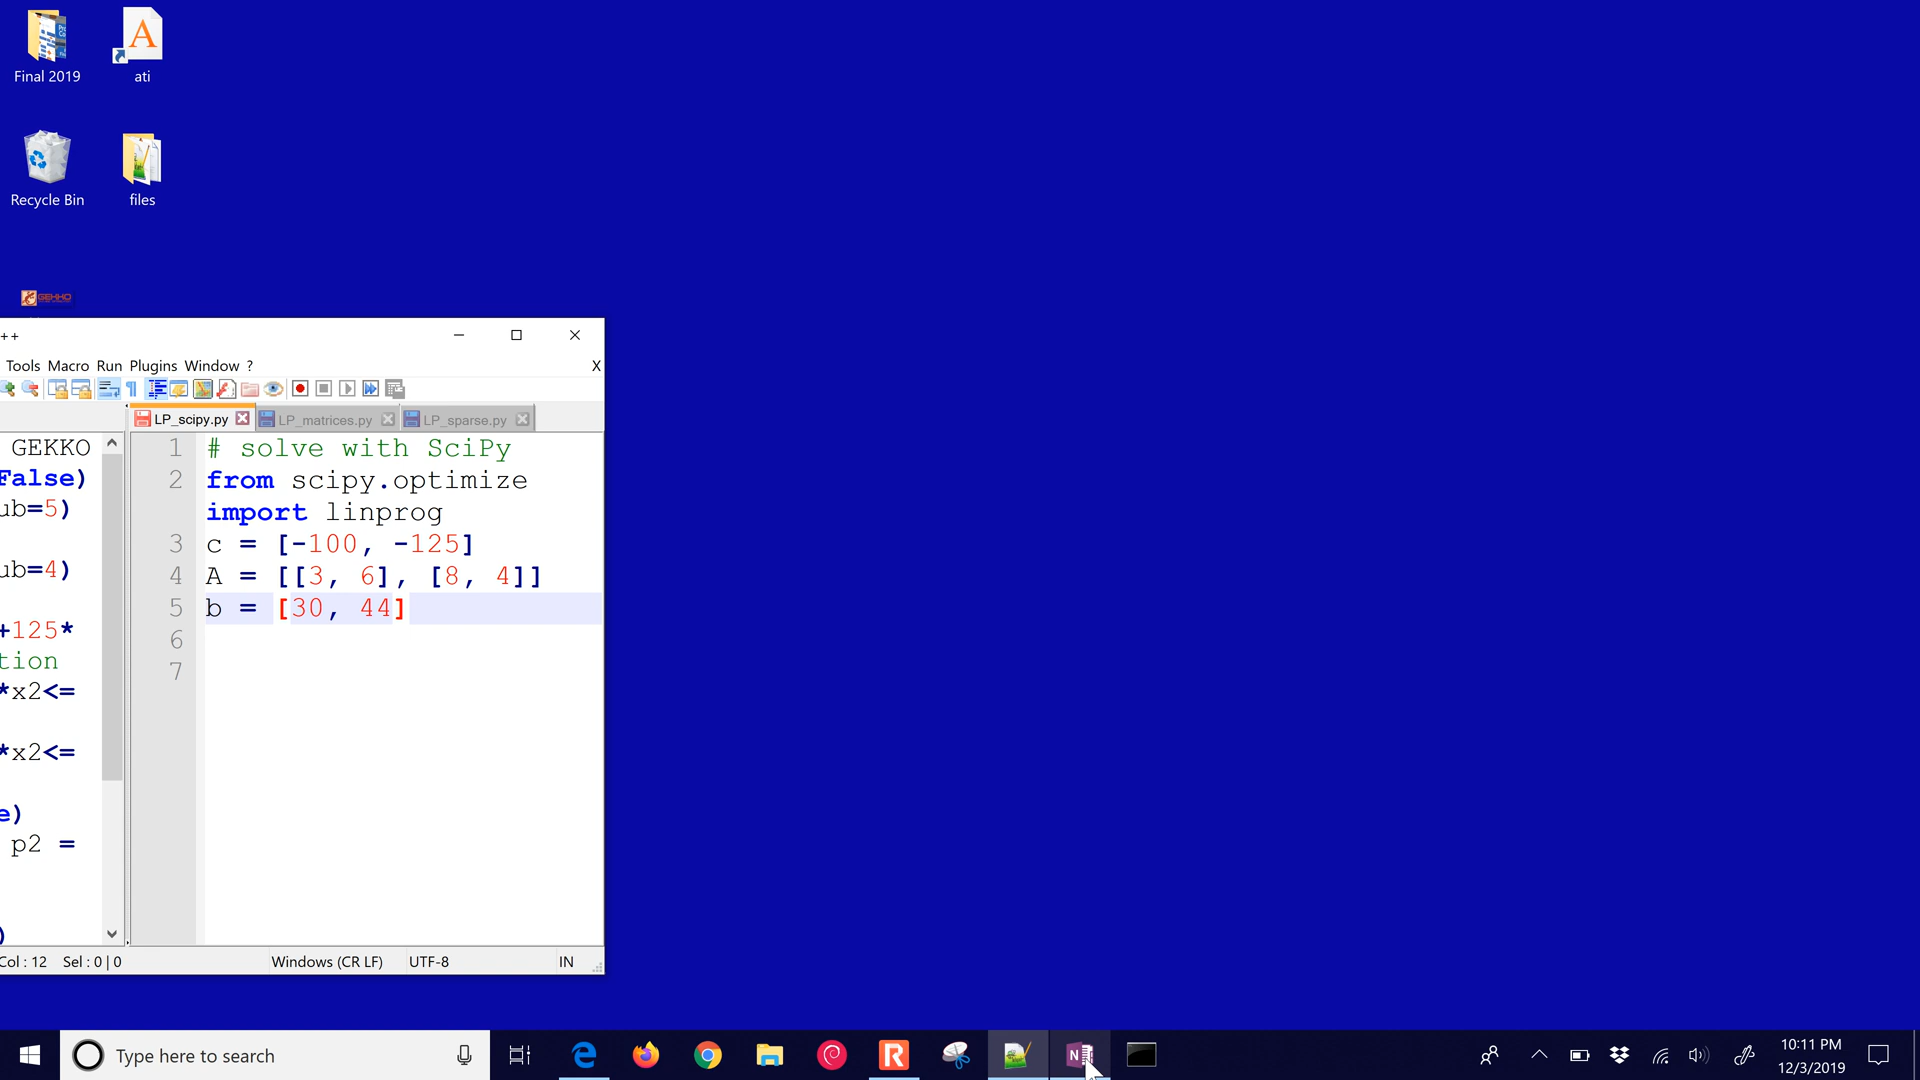 Final 2019
ati
Recycle Bin
files
GEKKO
++
Tools Macro Run Plugins Window ?
X
LP_scipy.py
LP_matrices.py
LP_sparse.py
GEKKO
False)
ub=5)
ub=4)
+125*
tion
*x2<=
*x2<=
e)
p2 =
)
1 # solve with SciPy
2 from scipy.optimize
import linprog
3 c = [-100, -125]
4 A = [[3, 6], [8, 4]]
5 b = [30, 44]
6
7
Col : 12 Sel : 0 | 0
Windows (CR LF)
UTF-8
IN
Type here to search
10:11 PM
12/3/2019